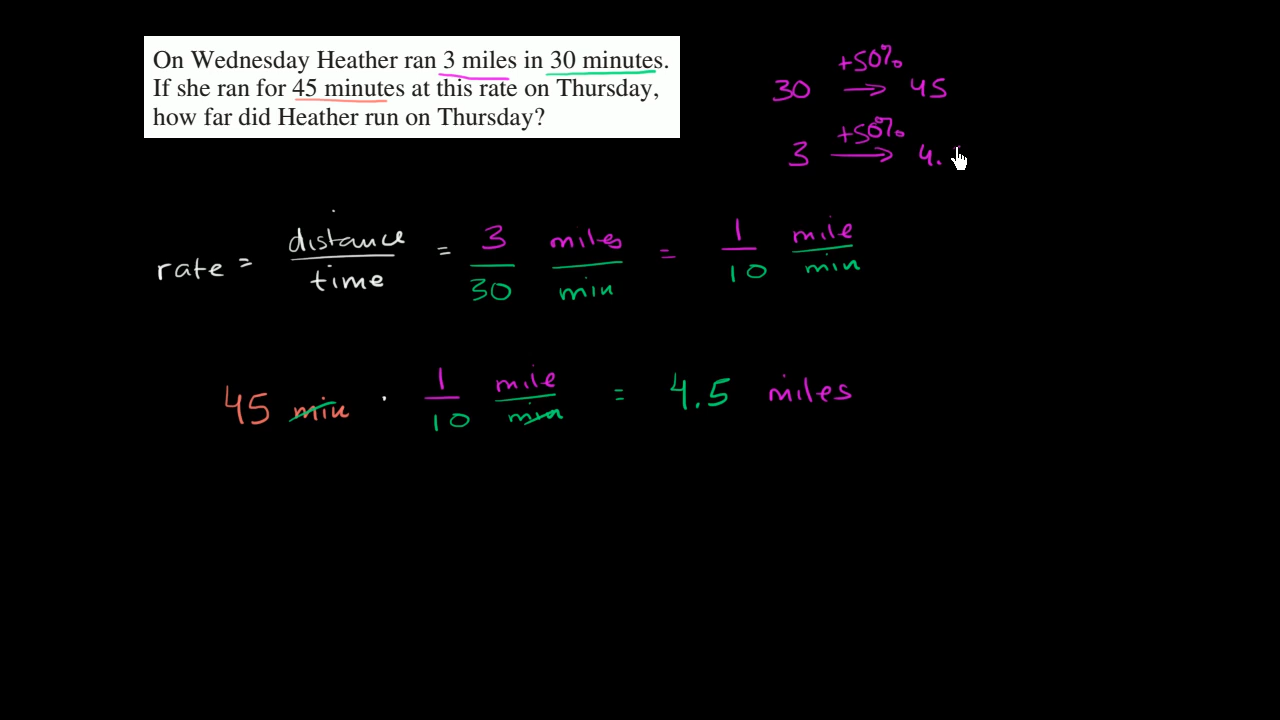 On Wednesday Heather ran 3 miles in 30 minutes.
If she ran for 45 minutes at this rate on Thursday,
how far did Heather run on Thursday?
+50%
30 → 45
+50%
3 → 4.
rate = distance / time = 3 / 30 miles / min = 1 / 10 mile / min
45 min · 1 / 10 mile / min = 4.5 miles